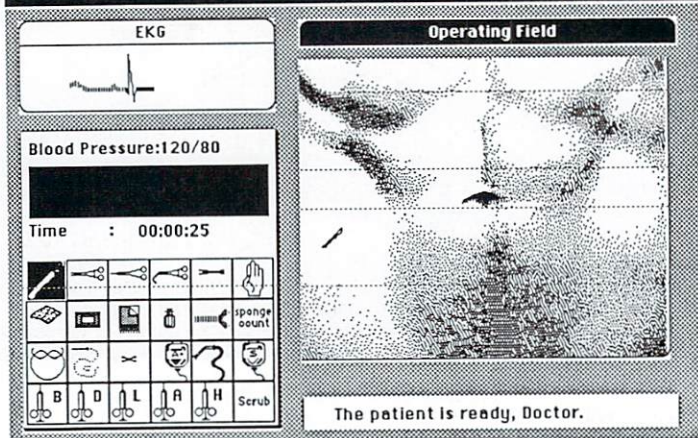 EKG
Operating Field
Blood Pressure:120/80
Time : 00:00:25
sponge
count
B D L A H Scrub
The patient is ready, Doctor.